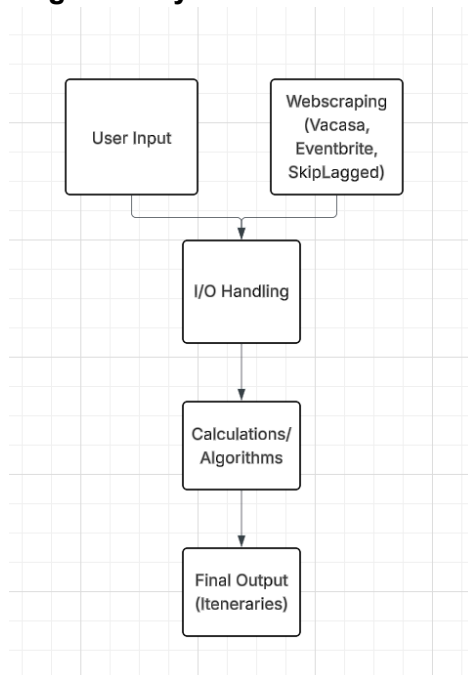 User Input
Webscraping
(Vacasa,
Eventbrite,
SkipLagged)
I/O Handling
Calculations/
Algorithms
Final Output
(Iteneraries)